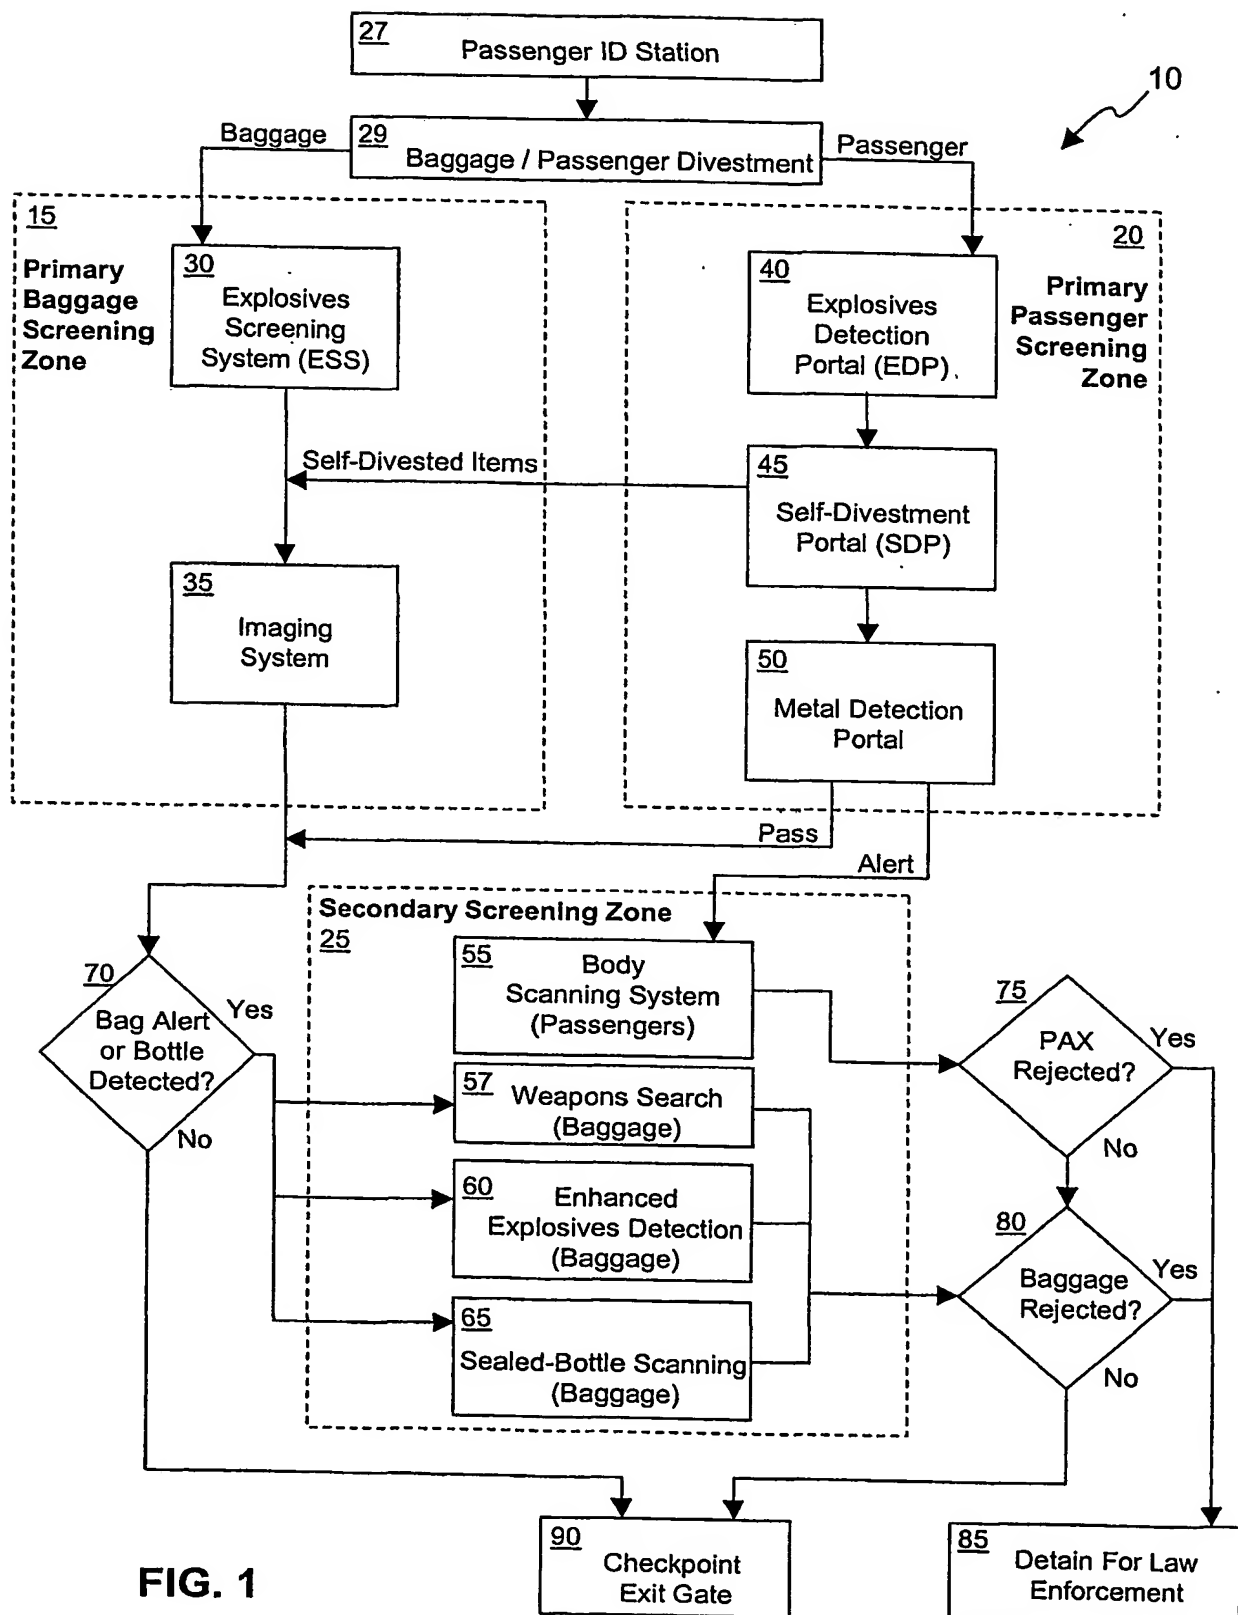 27
Passenger ID Station
10
Baggage
29
Baggage / Passenger Divestment
Passenger
15
Primary
Baggage
Screening
Zone
30
Explosives
Screening
System (ESS)
40
Explosives
Detection
Portal (EDP)
20
Primary
Passenger
Screening
Zone
Self-Divested Items
45
Self-Divestment
Portal (SDP)
35
Imaging
System
50
Metal Detection
Portal
Pass
Alert
Secondary Screening Zone
25
55
Body
Scanning System
(Passengers)
70
Bag Alert
or Bottle
Detected?
Yes
No
57
Weapons Search
(Baggage)
60
Enhanced
Explosives Detection
(Baggage)
65
Sealed-Bottle Scanning
(Baggage)
75
PAX
Rejected?
Yes
No
80
Baggage
Rejected?
Yes
No
90
Checkpoint
Exit Gate
85
Detain For Law
Enforcement
FIG. 1